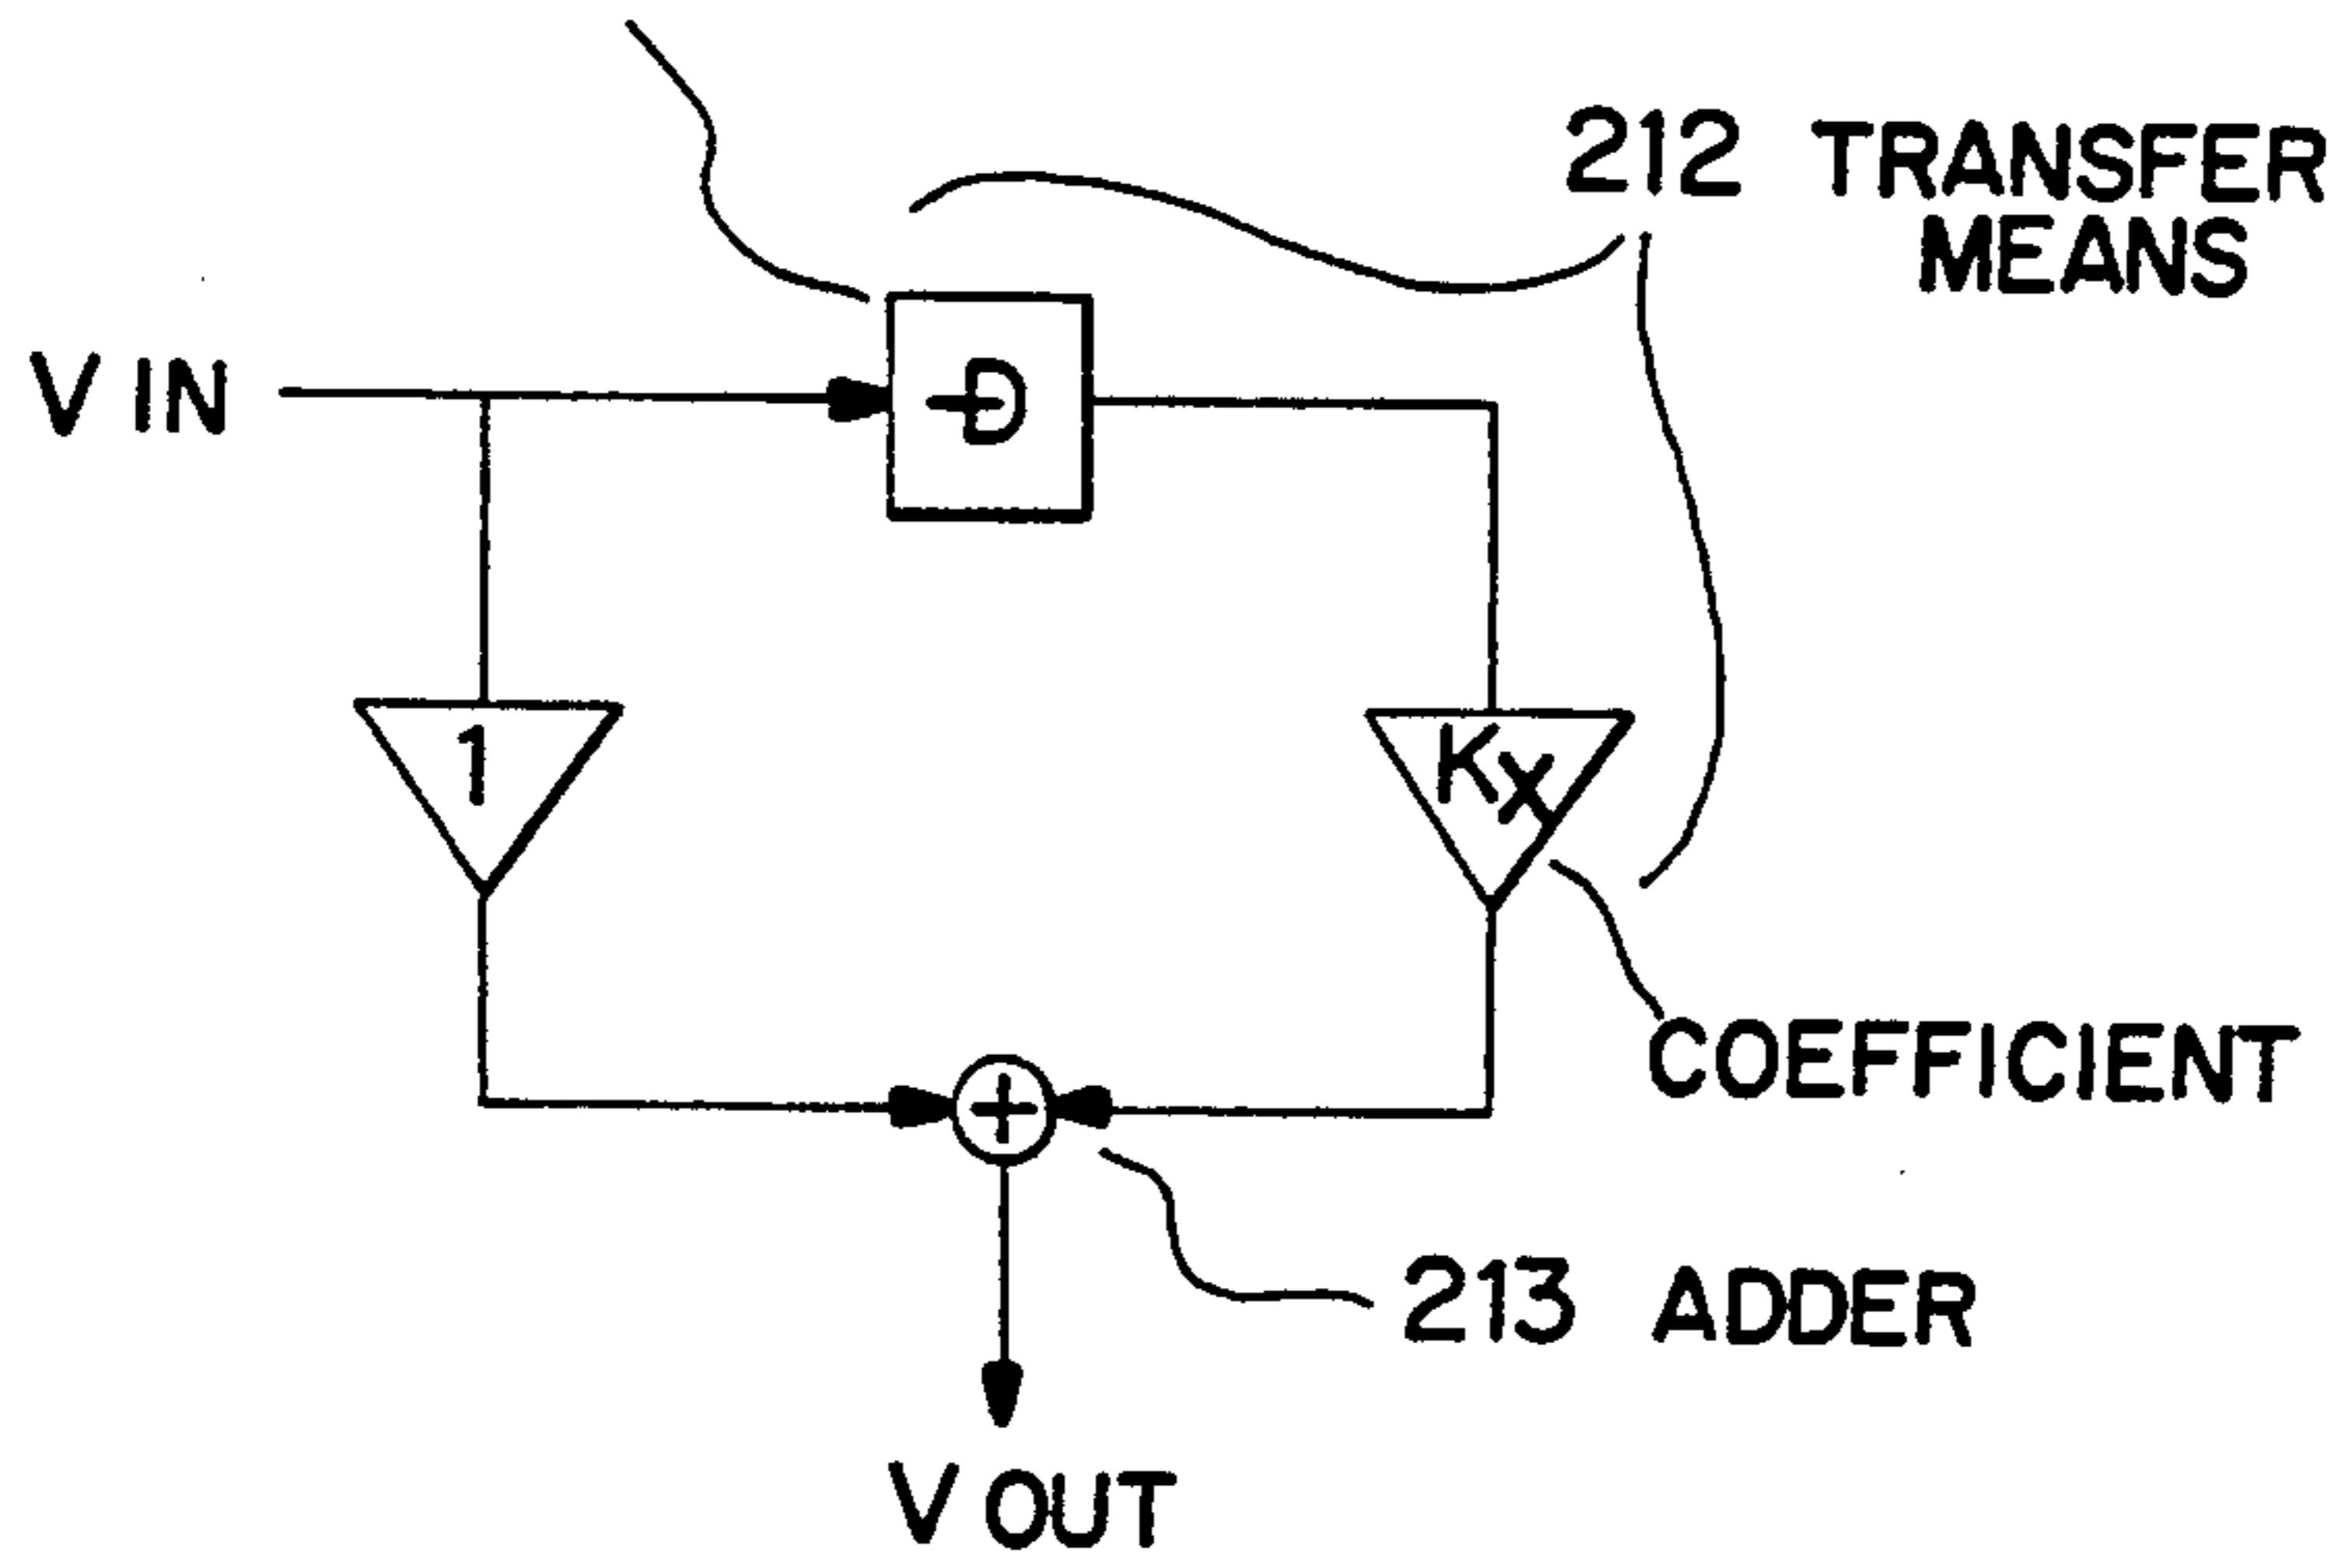 212 TRANSFER
MEANS
V IN
-D
1
Kx
COEFFICIENT
+
213 ADDER
V OUT